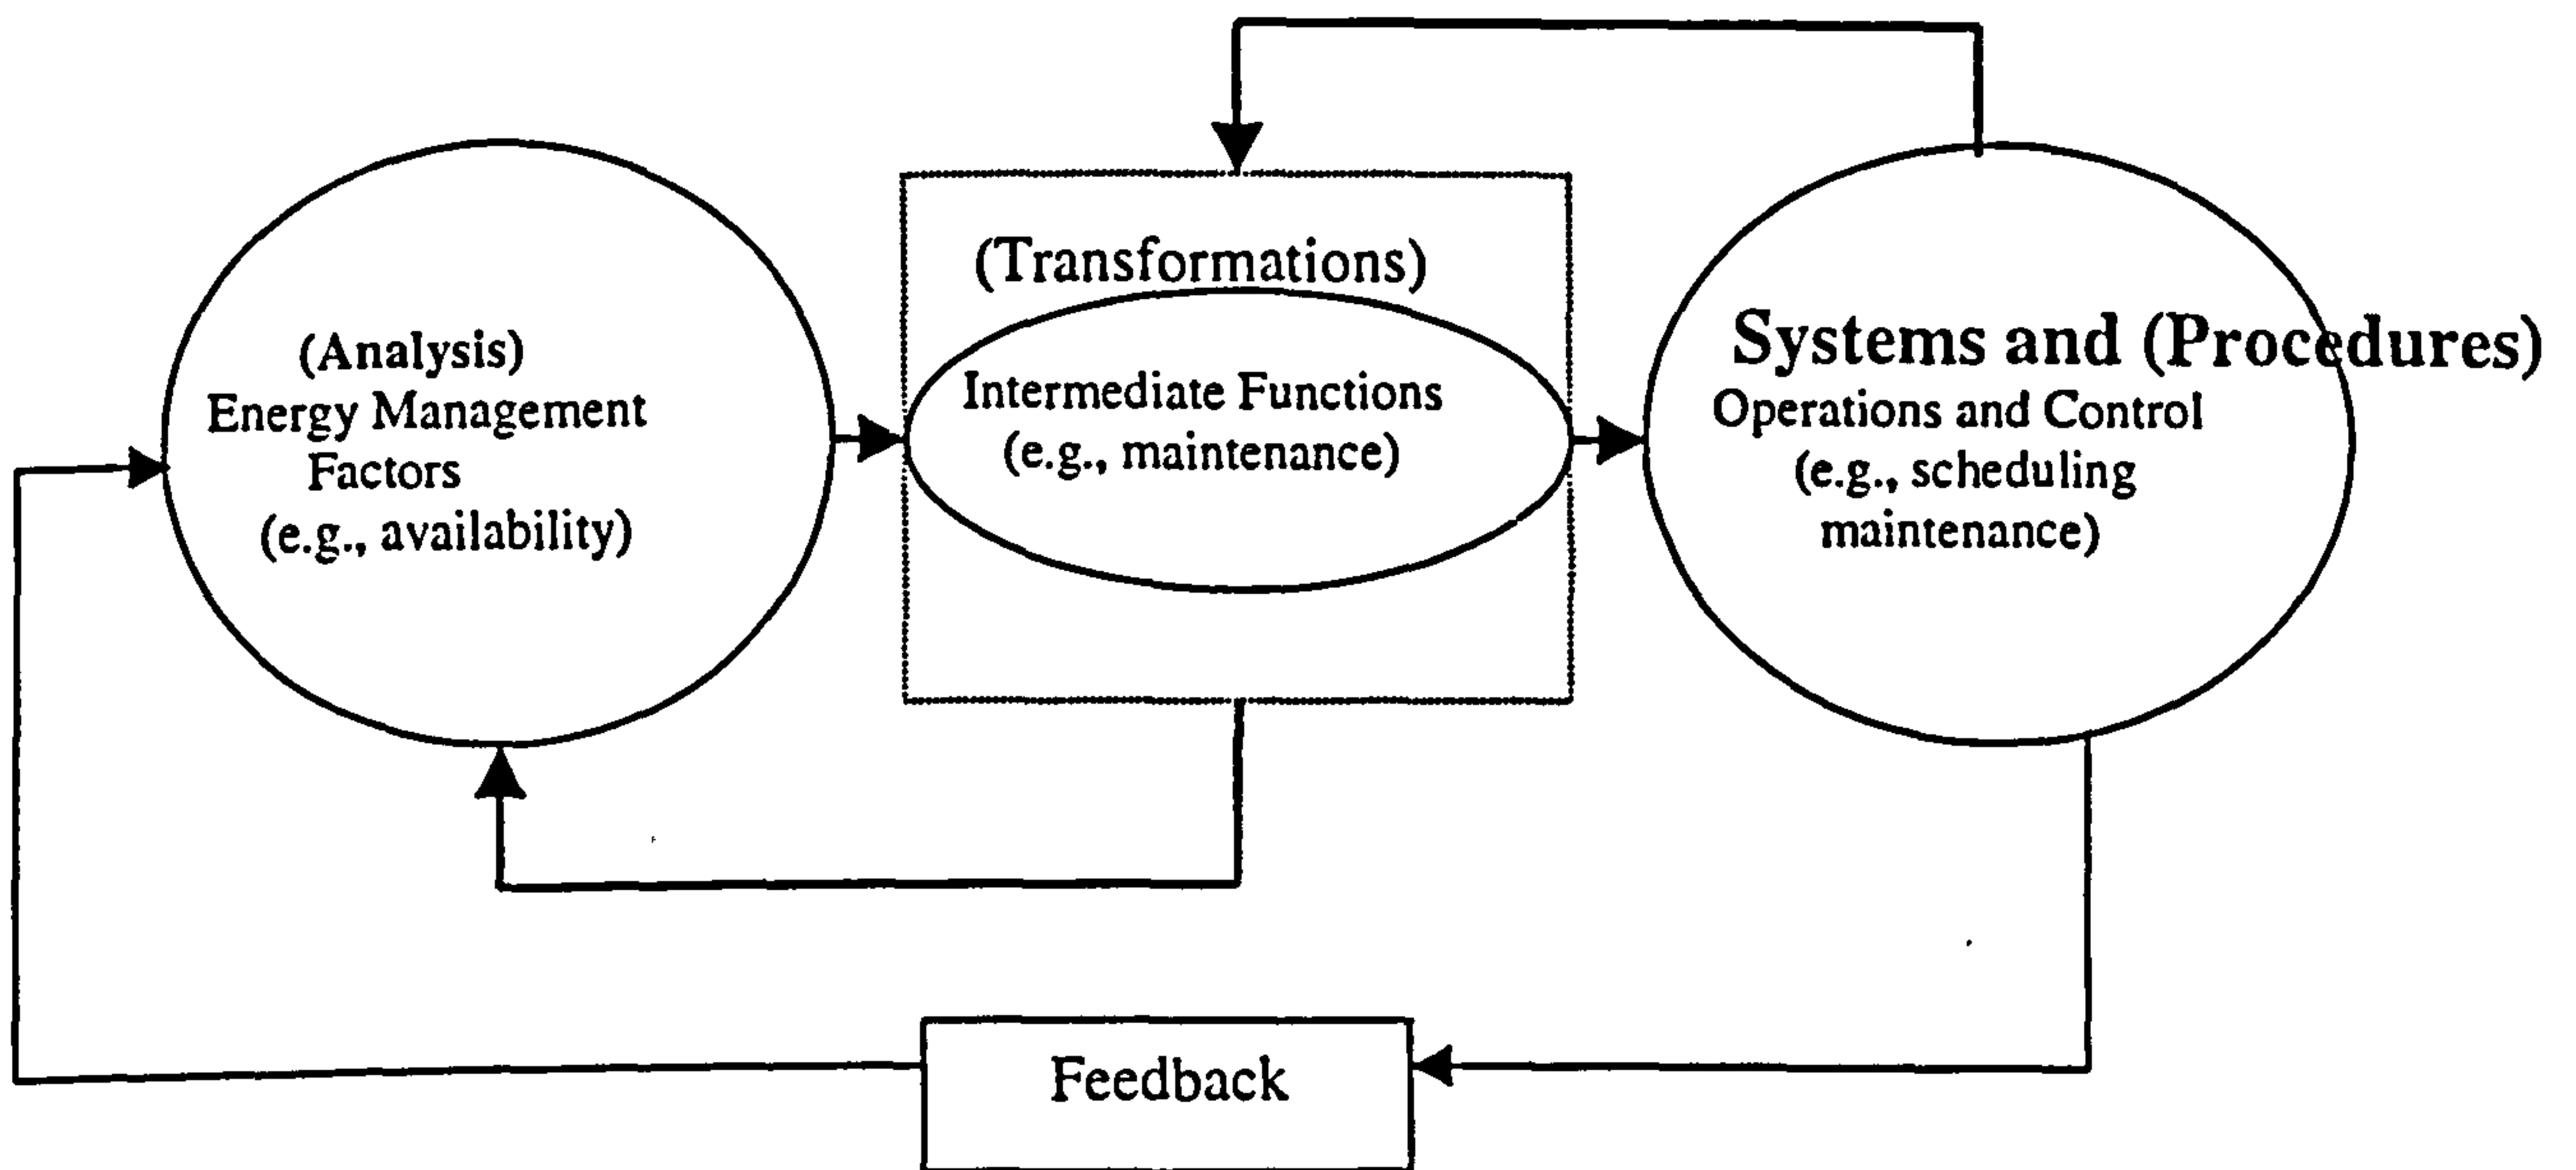 (Analysis)
Energy Management
Factors
(e.g., availability)
(Transformations)
Intermediate Functions
(e.g., maintenance)
Systems and (Procedures)
Operations and Control
(e.g., scheduling
maintenance)
Feedback